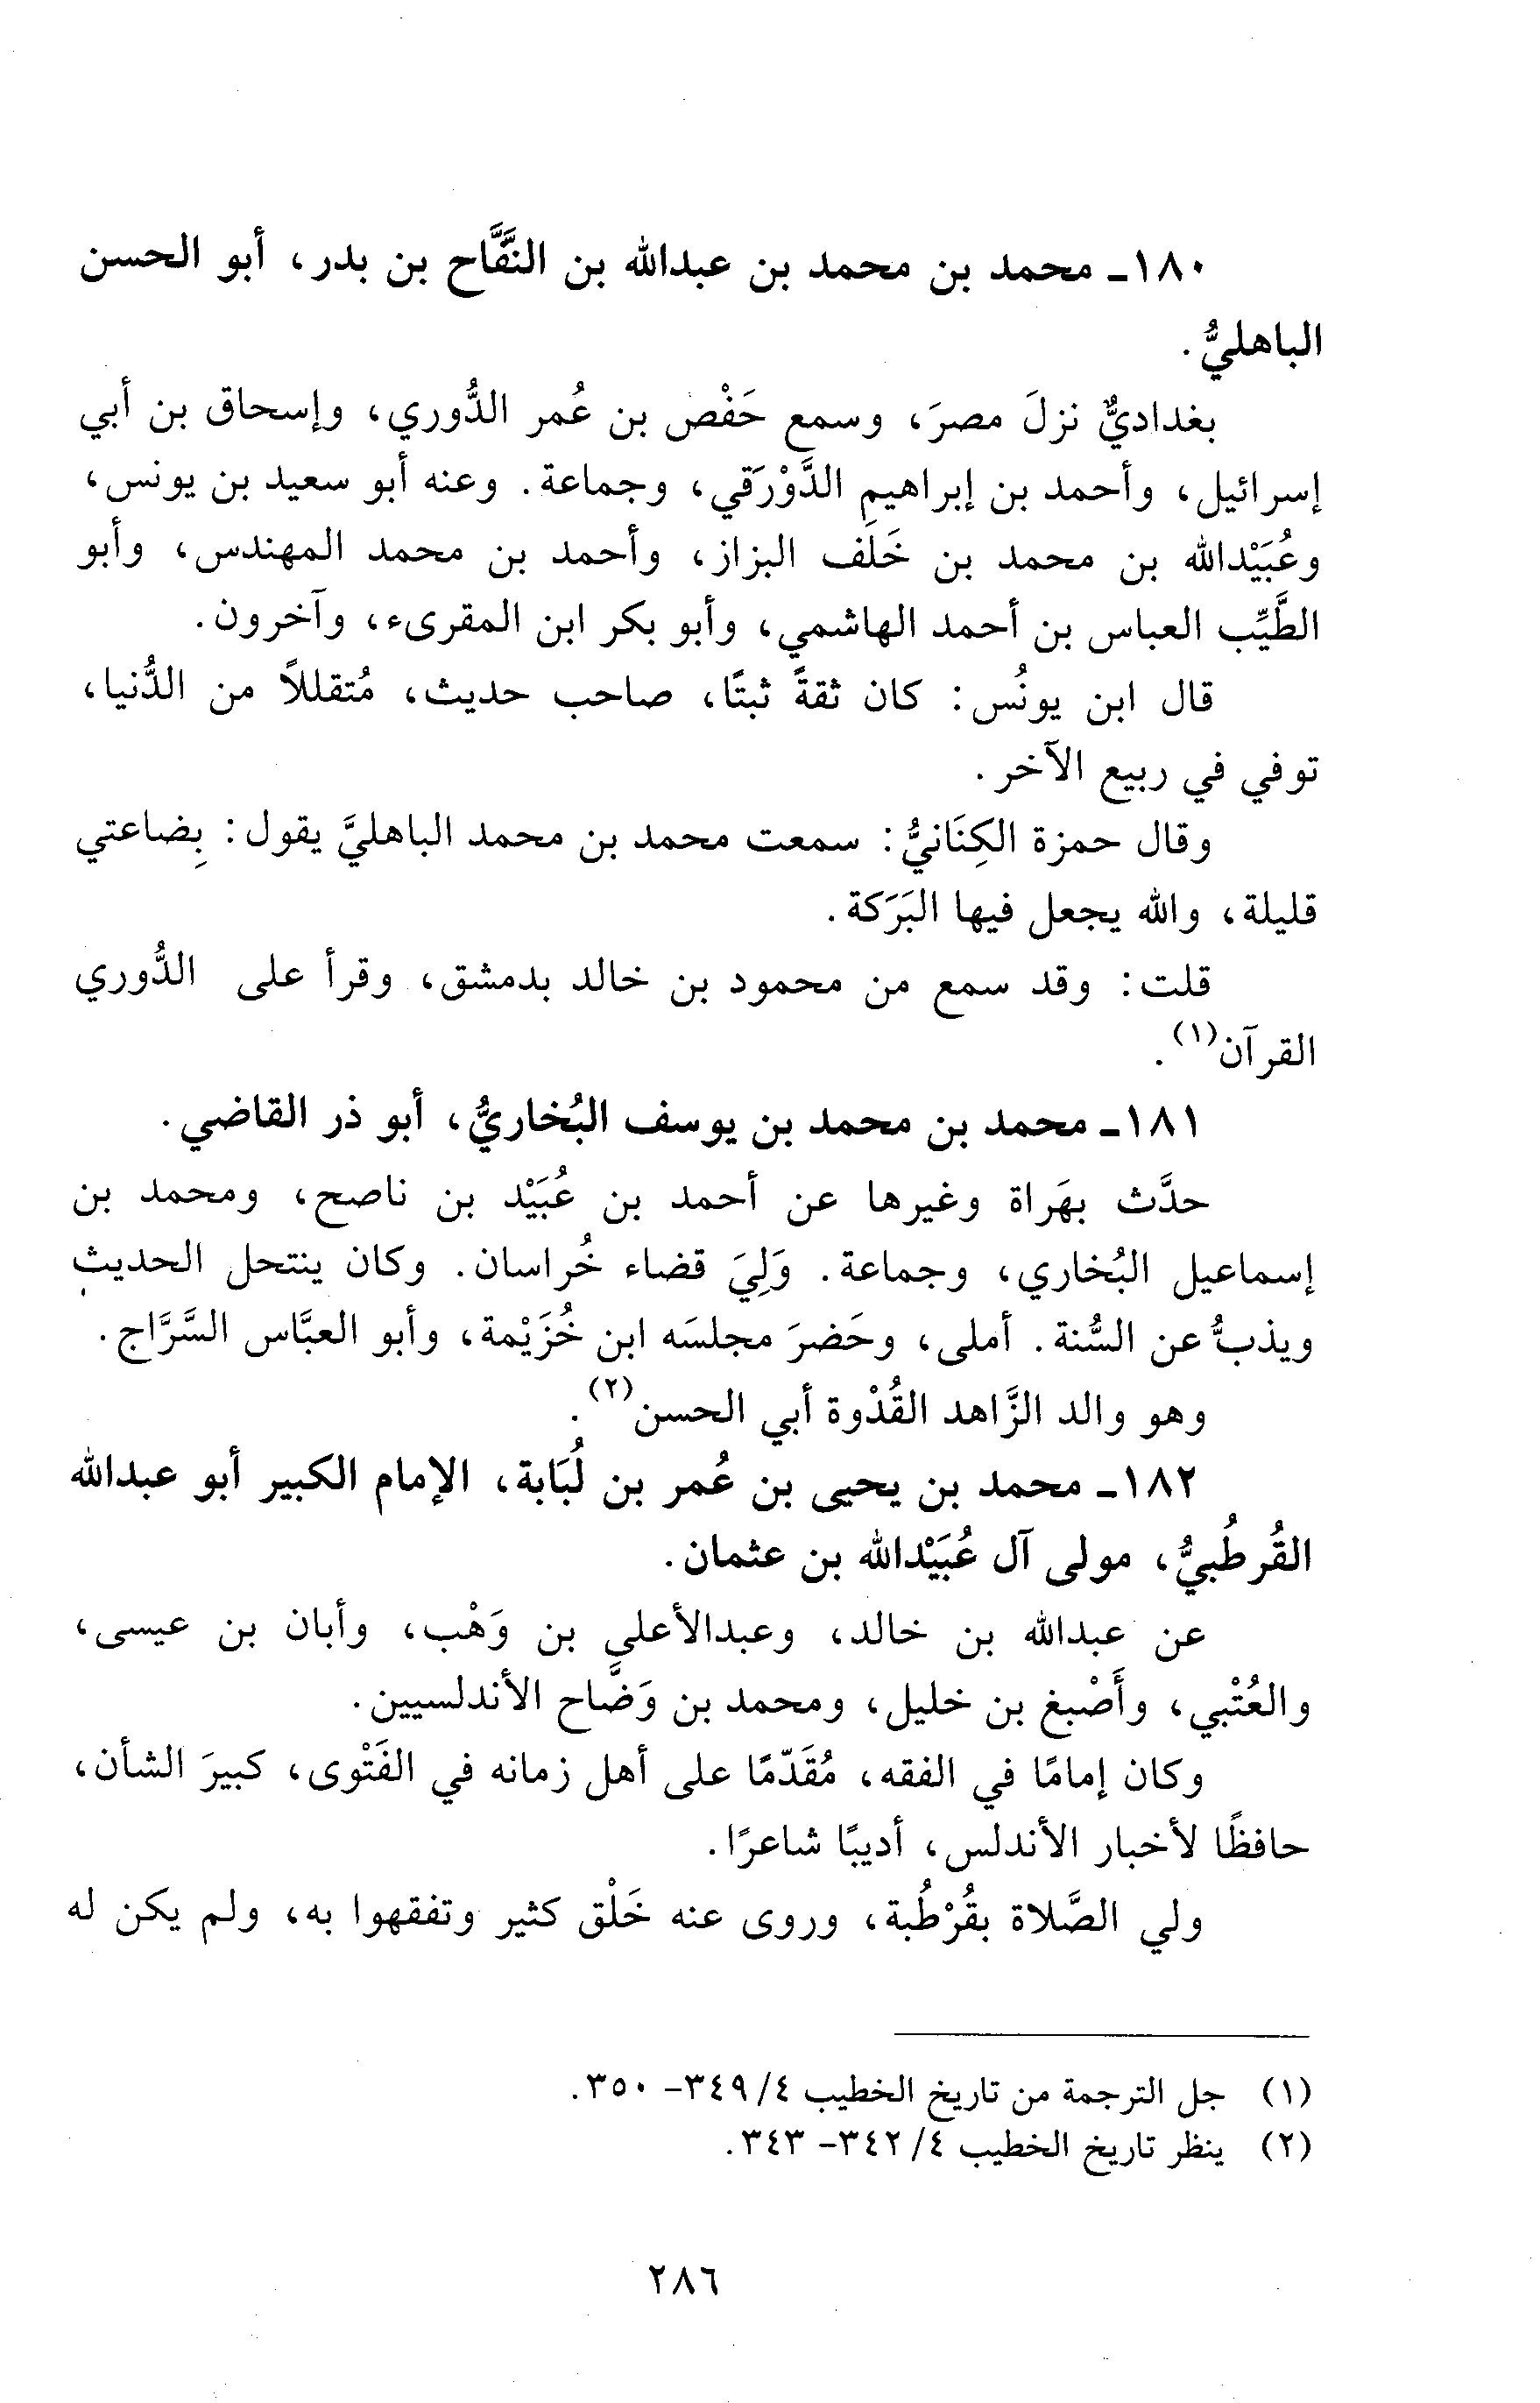 ١٨٠- محمد بن محمد بن عبدالله بن النَّفَّاح بن بدر، أبو الحسن
الباهليُّ.
بغداديٌّ نزلَ مصرَ، وسمع حَفْص بن عُمر الدُّوري، وإسحاق بن أبي
إسرائيل، وأحمد بن إبراهيم الدَّوْرَقي، وجماعة. وعنه أبو سعيد بن يونس،
وعُبَيْدالله بن محمد بن خَلَف البزاز، وأحمد بن محمد المهندس، وأبو
الطَّيِّب العباس بن أحمد الهاشمي، وأبو بكر ابن المقرىء، وآخرون.
قال ابن يونُس: كان ثقةً ثبتًا، صاحب حديث، مُتقللاً من الدُّنيا،
توفي في ربيع الآخر.
وقال حمزة الكِنَانيُّ: سمعت محمد بن محمد الباهليَّ يقول: بِضاعتي
قليلة، والله يجعل فيها البَرَكة.
قلت: وقد سمع من محمود بن خالد بدمشق، وقرأ على الدُّوري
القرآن(١).
١٨١- محمد بن محمد بن يوسف البُخاريُّ، أبو ذر القاضي.
حدَّث بهَراة وغيرها عن أحمد بن عُبَيْد بن ناصح، ومحمد بن
إسماعيل البُخاري، وجماعة. وَلِيَ قضاء خُراسان. وكان ينتحل الحديث
ويذبُّ عن السُّنة. أملى، وحَضرَ مجلسَه ابن خُزَيْمة، وأبو العبَّاس السَّرَّاج.
وهو والد الزَّاهد القُدْوة أبي الحسن(٢).
١٨٢- محمد بن يحيى بن عُمر بن لُبَابة، الإمام الكبير أبو عبدالله
القُرطُبيُّ، مولى آل عُبَيْدالله بن عثمان.
عن عبدالله بن خالد، وعبدالأعلى بن وَهْب، وأبان بن عيسى،
والعُتْبي، وأَصْبغ بن خليل، ومحمد بن وَضَّاح الأندلسيين.
وكان إمامًا في الفقه، مُقَدّمًا على أهل زمانه في الفَتْوى، كبيرَ الشأن،
حافظًا لأخبار الأندلس، أديبًا شاعرًا.
ولي الصَّلاة بقُرْطُبة، وروى عنه خَلْق كثير وتفقهوا به، ولم يكن له
(١) جل الترجمة من تاريخ الخطيب ٤/ ٣٤٩- ٣٥٠.
(٢) ينظر تاريخ الخطيب ٤/ ٣٤٢- ٣٤٣.
٢٨٦